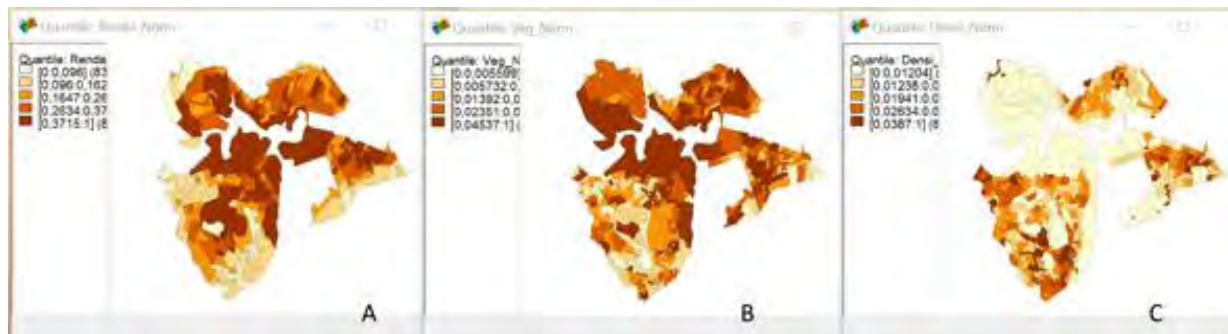 Quantile: Renda_Norm
Quantile: Renda
[0:0,096] (83
[0,096:0,162
[0,1647:0,26
[0,2634:0,37
[0,3715:1] (8
A
Quantile: Veg_Norm
Quantile: Veg_N
[0:0,005599]
[0,005732:0,0
[0,01392:0,0
[0,02351:0,0
[0,04537:1] (
B
Quantile: Densi_Norm
Quantile: Densi_
[0:0,01204] (
[0,01238:0,0
[0,01941:0,0
[0,02634:0,0
[0,0387:1] (8
C